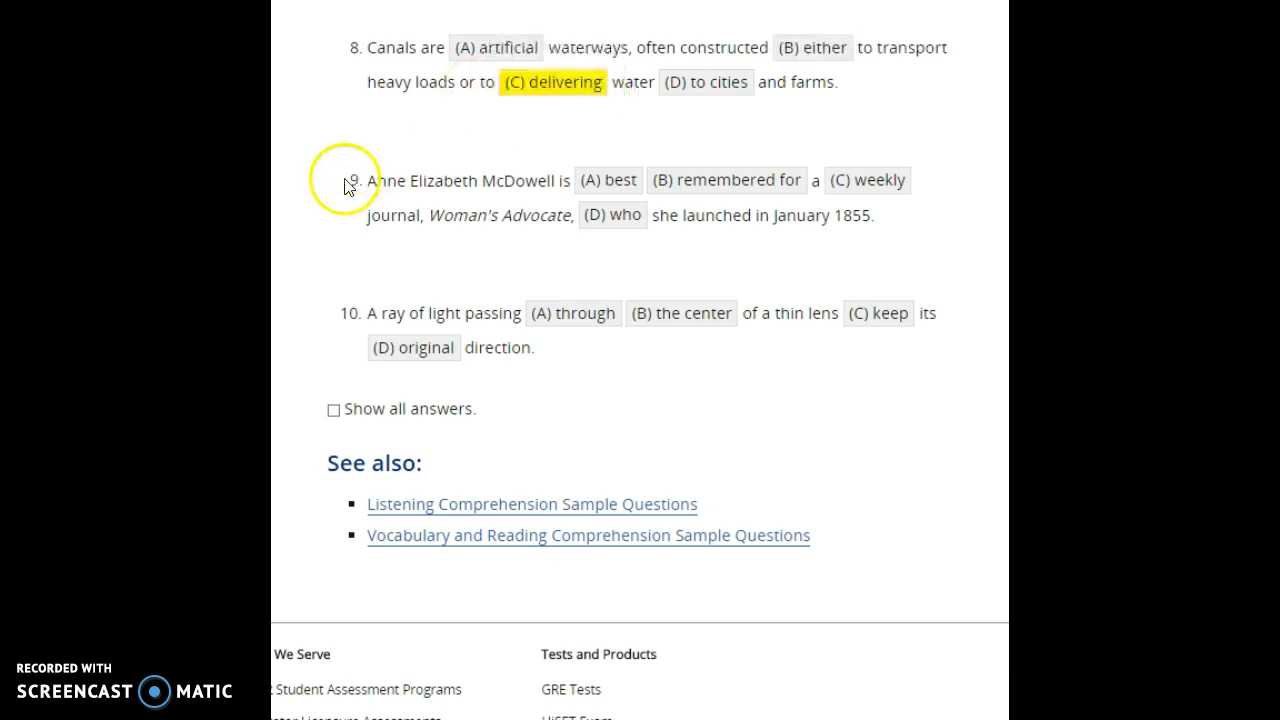 8. Canals are (A) artificial waterways, often constructed (B) either to transport
heavy loads or to (C) delivering water (D) to cities and farms.
9. Anne Elizabeth McDowell is (A) best (B) remembered for a (C) weekly
journal, Woman's Advocate, (D) who she launched in January 1855.
10. A ray of light passing (A) through (B) the center of a thin lens (C) keep its
(D) original direction.
Show all answers.
See also:
Listening Comprehension Sample Questions
Vocabulary and Reading Comprehension Sample Questions
We Serve
Tests and Products
Student Assessment Programs
GRE Tests
Licensure Assessments
HiSET Exam
RECORDED WITH
SCREENCAST MATIC